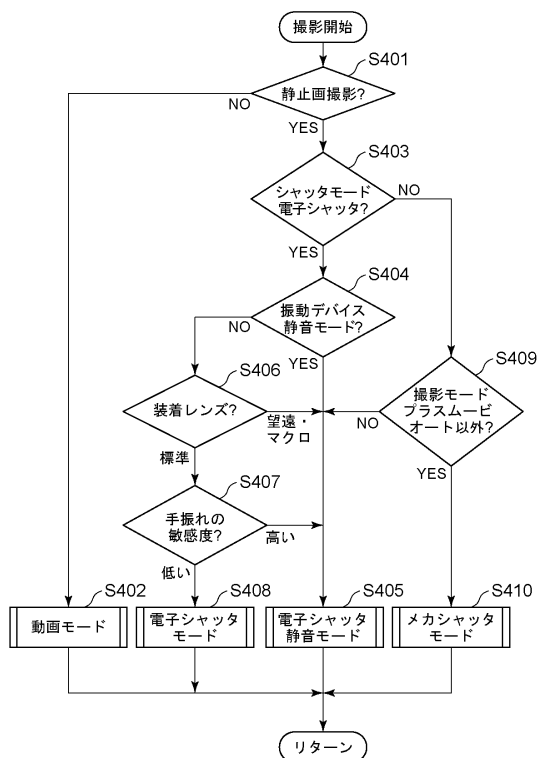 撮影開始
S401
静止画撮影?
NO
YES
S403
シャッタモード
電子シャッタ?
NO
YES
S404
振動デバイス
静音モード?
NO
YES
S406
装着レンズ?
望遠・
マクロ
標準
S409
撮影モード
プラスムービ
オート以外?
NO
YES
S407
手振れの
敏感度?
高い
低い
S402
動画モード
S408
電子シャッタ
モード
S405
電子シャッタ
静音モード
S410
メカシャッタ
モード
リターン